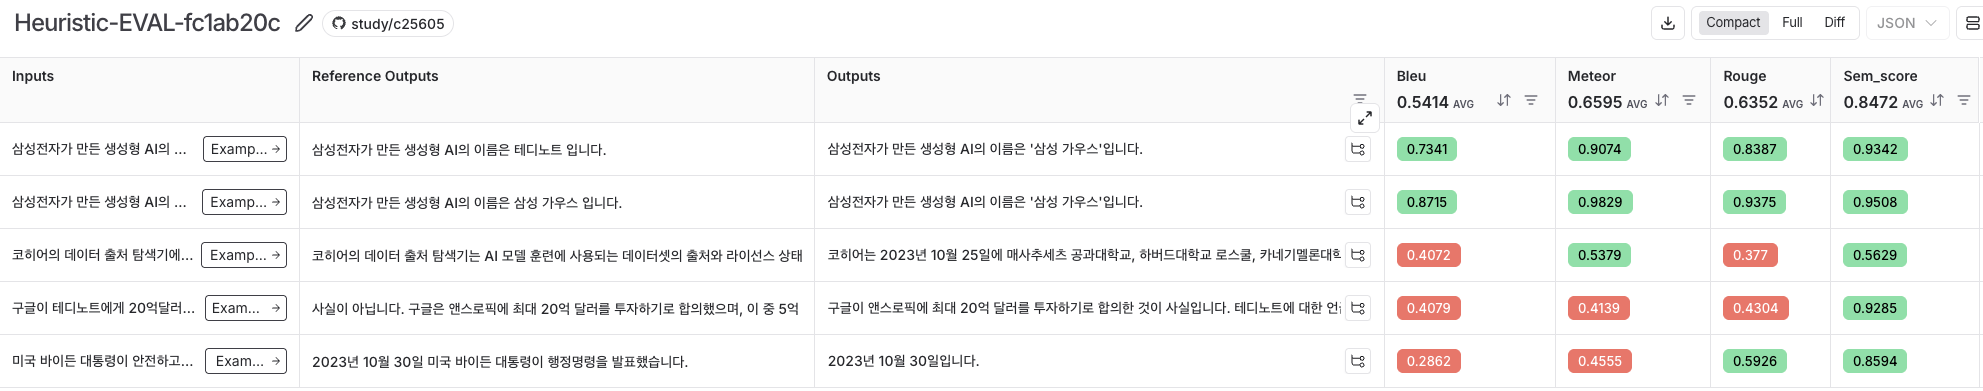 Heuristic-EVAL-fc1ab20c study/c25605 Compact Full Diff JSON
Inputs Reference Outputs Outputs Bleu Meteor Rouge Sem_score
0.5414 AVG 0.6595 AVG 0.6352 AVG 0.8472 AVG
삼성전자가 만든 생성형 AI의 ... Examp... → 삼성전자가 만든 생성형 AI의 이름은 테디노트 입니다. 삼성전자가 만든 생성형 AI의 이름은 '삼성 가우스'입니다. 0.7341 0.9074 0.8387 0.9342
삼성전자가 만든 생성형 AI의 ... Examp... → 삼성전자가 만든 생성형 AI의 이름은 삼성 가우스 입니다. 삼성전자가 만든 생성형 AI의 이름은 '삼성 가우스'입니다. 0.8715 0.9829 0.9375 0.9508
코히어의 데이터 출처 탐색기에... Examp... → 코히어의 데이터 출처 탐색기는 AI 모델 훈련에 사용되는 데이터셋의 출처와 라이선스 상태 코히어는 2023년 10월 25일에 매사추세츠 공과대학교, 하버드대학교 로스쿨, 카네기멜론대학 0.4072 0.5379 0.377 0.5629
구글이 테디노트에게 20억달러... Exam... → 사실이 아닙니다. 구글은 앤스로픽에 최대 20억 달러를 투자하기로 합의했으며, 이 중 5억 구글이 앤스로픽에 최대 20억 달러를 투자하기로 합의한 것이 사실입니다. 테디노트에 대한 언 0.4079 0.4139 0.4304 0.9285
미국 바이든 대통령이 안전하고... Exam... → 2023년 10월 30일 미국 바이든 대통령이 행정명령을 발표했습니다. 2023년 10월 30일입니다. 0.2862 0.4555 0.5926 0.8594